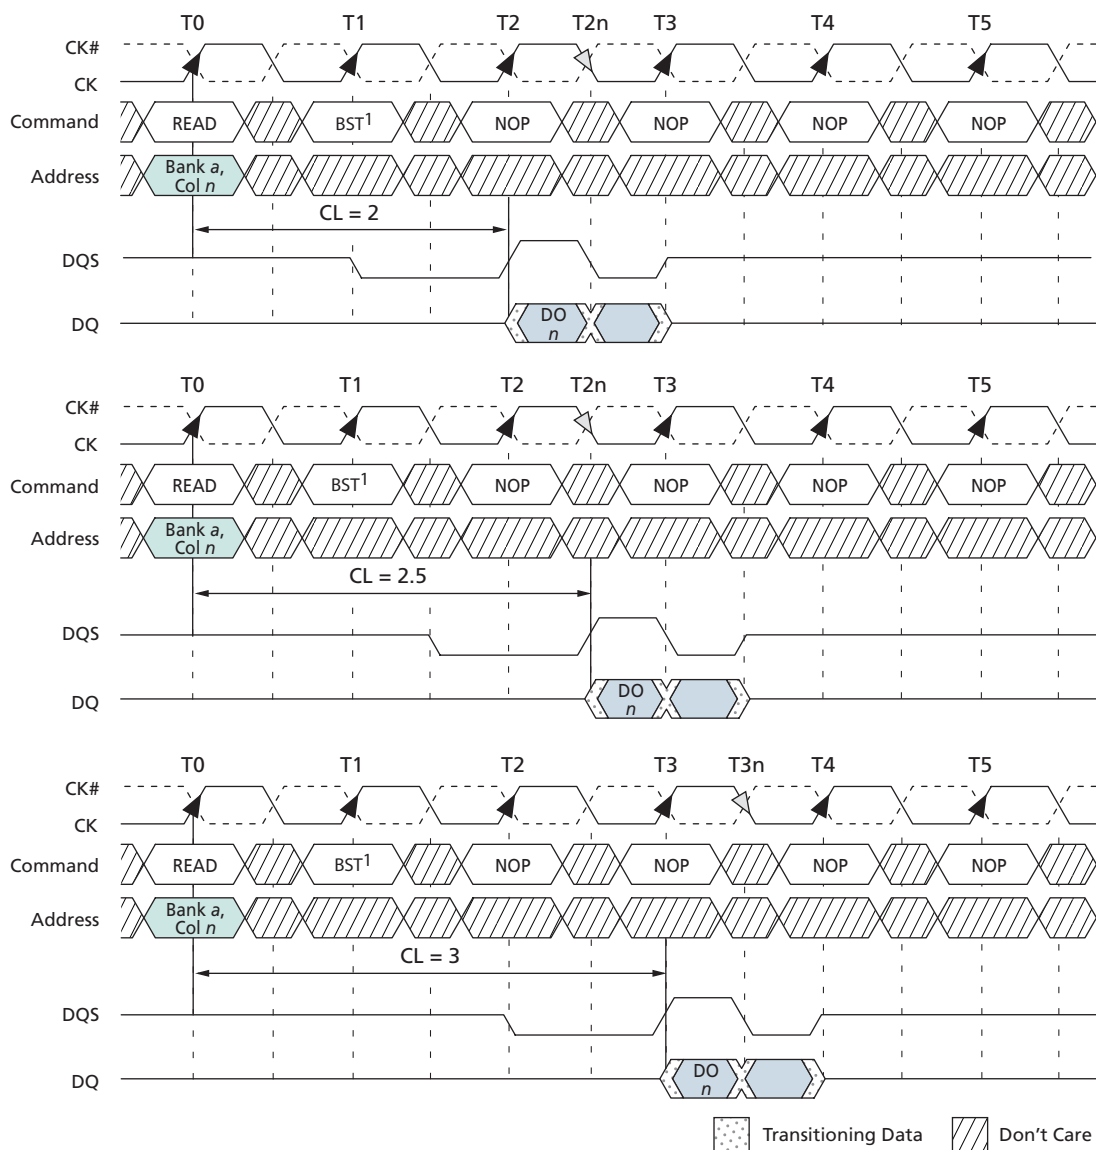 T0 T1 T2 T2n T3 T4 T5
CK#
CK
Command READ BST1 NOP NOP NOP NOP
Address Bank a,
Col n
CL = 2
DQS
DQ DO
n
T0 T1 T2 T2n T3 T4 T5
CK#
CK
Command READ BST1 NOP NOP NOP NOP
Address Bank a,
Col n
CL = 2.5
DQS
DQ DO
n
T0 T1 T2 T3 T3n T4 T5
CK#
CK
Command READ BST1 NOP NOP NOP NOP
Address Bank a,
Col n
CL = 3
DQS
DQ DO
n
Transitioning Data Don't Care